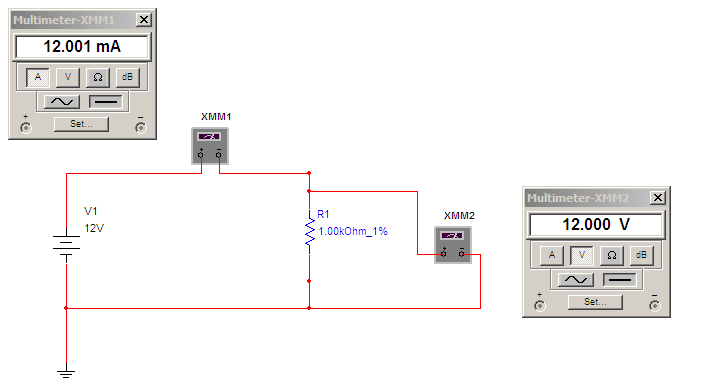 Multimeter-XMM1
12.001 mA
A V Ω dB
+ Set... −
XMM1
+ −
V1
12V
R1
1.00kOhm_1%
XMM2
+ −
Multimeter-XMM2
12.000 V
A V Ω dB
+ Set... −